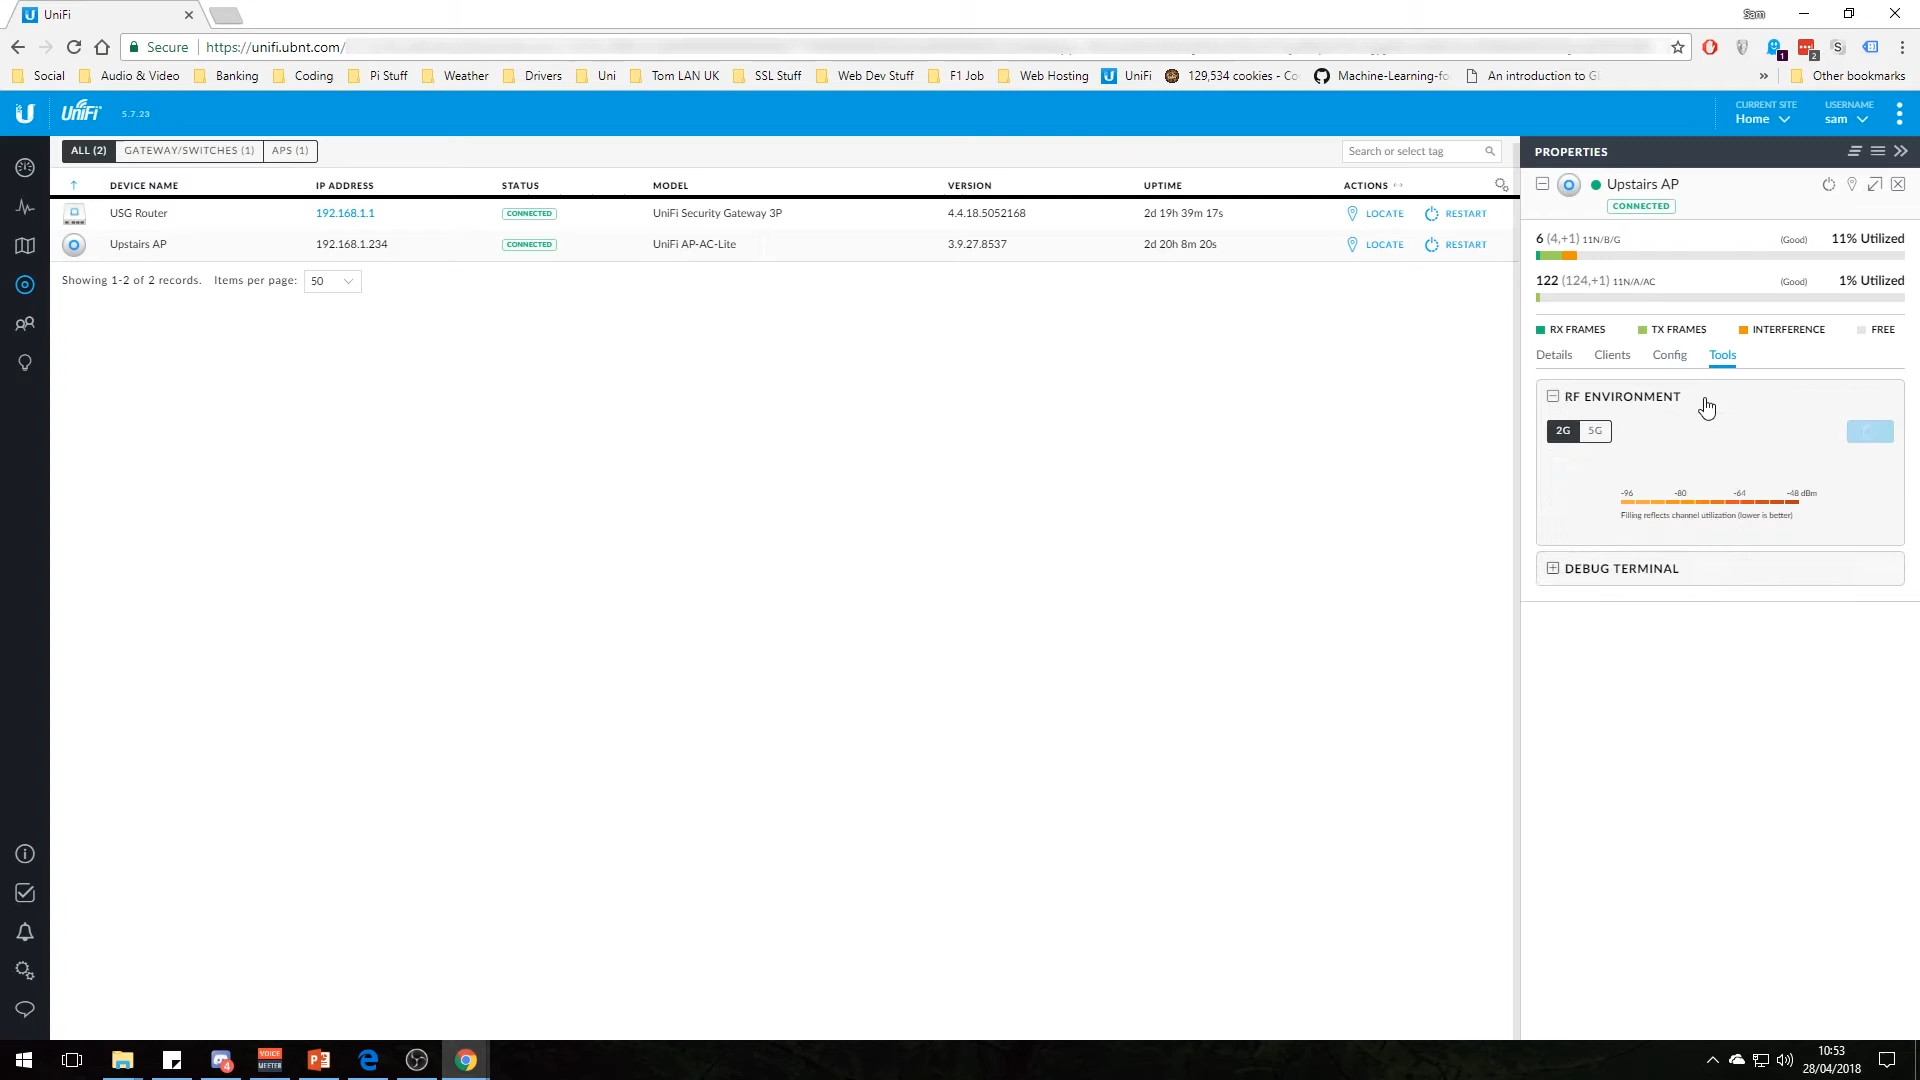 UniFi
Sam
Secure
https://unifi.ubnt.com/
1
2
Social
Audio & Video
Banking
Coding
Pi Stuff
Weather
Drivers
Uni
Tom LAN UK
SSL Stuff
Web Dev Stuff
F1 Job
Web Hosting
UniFi
129,534 cookies - Co
Machine-Learning-fo
An introduction to G
»
Other bookmarks
UniFi
5.7.23
CURRENT SITE
Home
USERNAME
sam
ALL (2)
GATEWAY/SWITCHES (1)
APS (1)
Search or select tag
DEVICE NAME
IP ADDRESS
STATUS
MODEL
VERSION
UPTIME
ACTIONS
USG Router
192.168.1.1
CONNECTED
UniFi Security Gateway 3P
4.4.18.5052168
2d 19h 39m 17s
LOCATE
RESTART
Upstairs AP
192.168.1.234
CONNECTED
UniFi AP-AC-Lite
3.9.27.8537
2d 20h 8m 20s
LOCATE
RESTART
Showing 1-2 of 2 records.
Items per page:
50
PROPERTIES
Upstairs AP
CONNECTED
6 (4,+1) 11N/B/G
(Good)
11% Utilized
122 (124,+1) 11N/A/AC
(Good)
1% Utilized
RX FRAMES
TX FRAMES
INTERFERENCE
FREE
Details
Clients
Config
Tools
RF ENVIRONMENT
2G
5G
-96
-80
-64
-48 dBm
Filling reflects channel utilization (lower is better)
DEBUG TERMINAL
4
VOICE
MEETER
10:53
28/04/2018